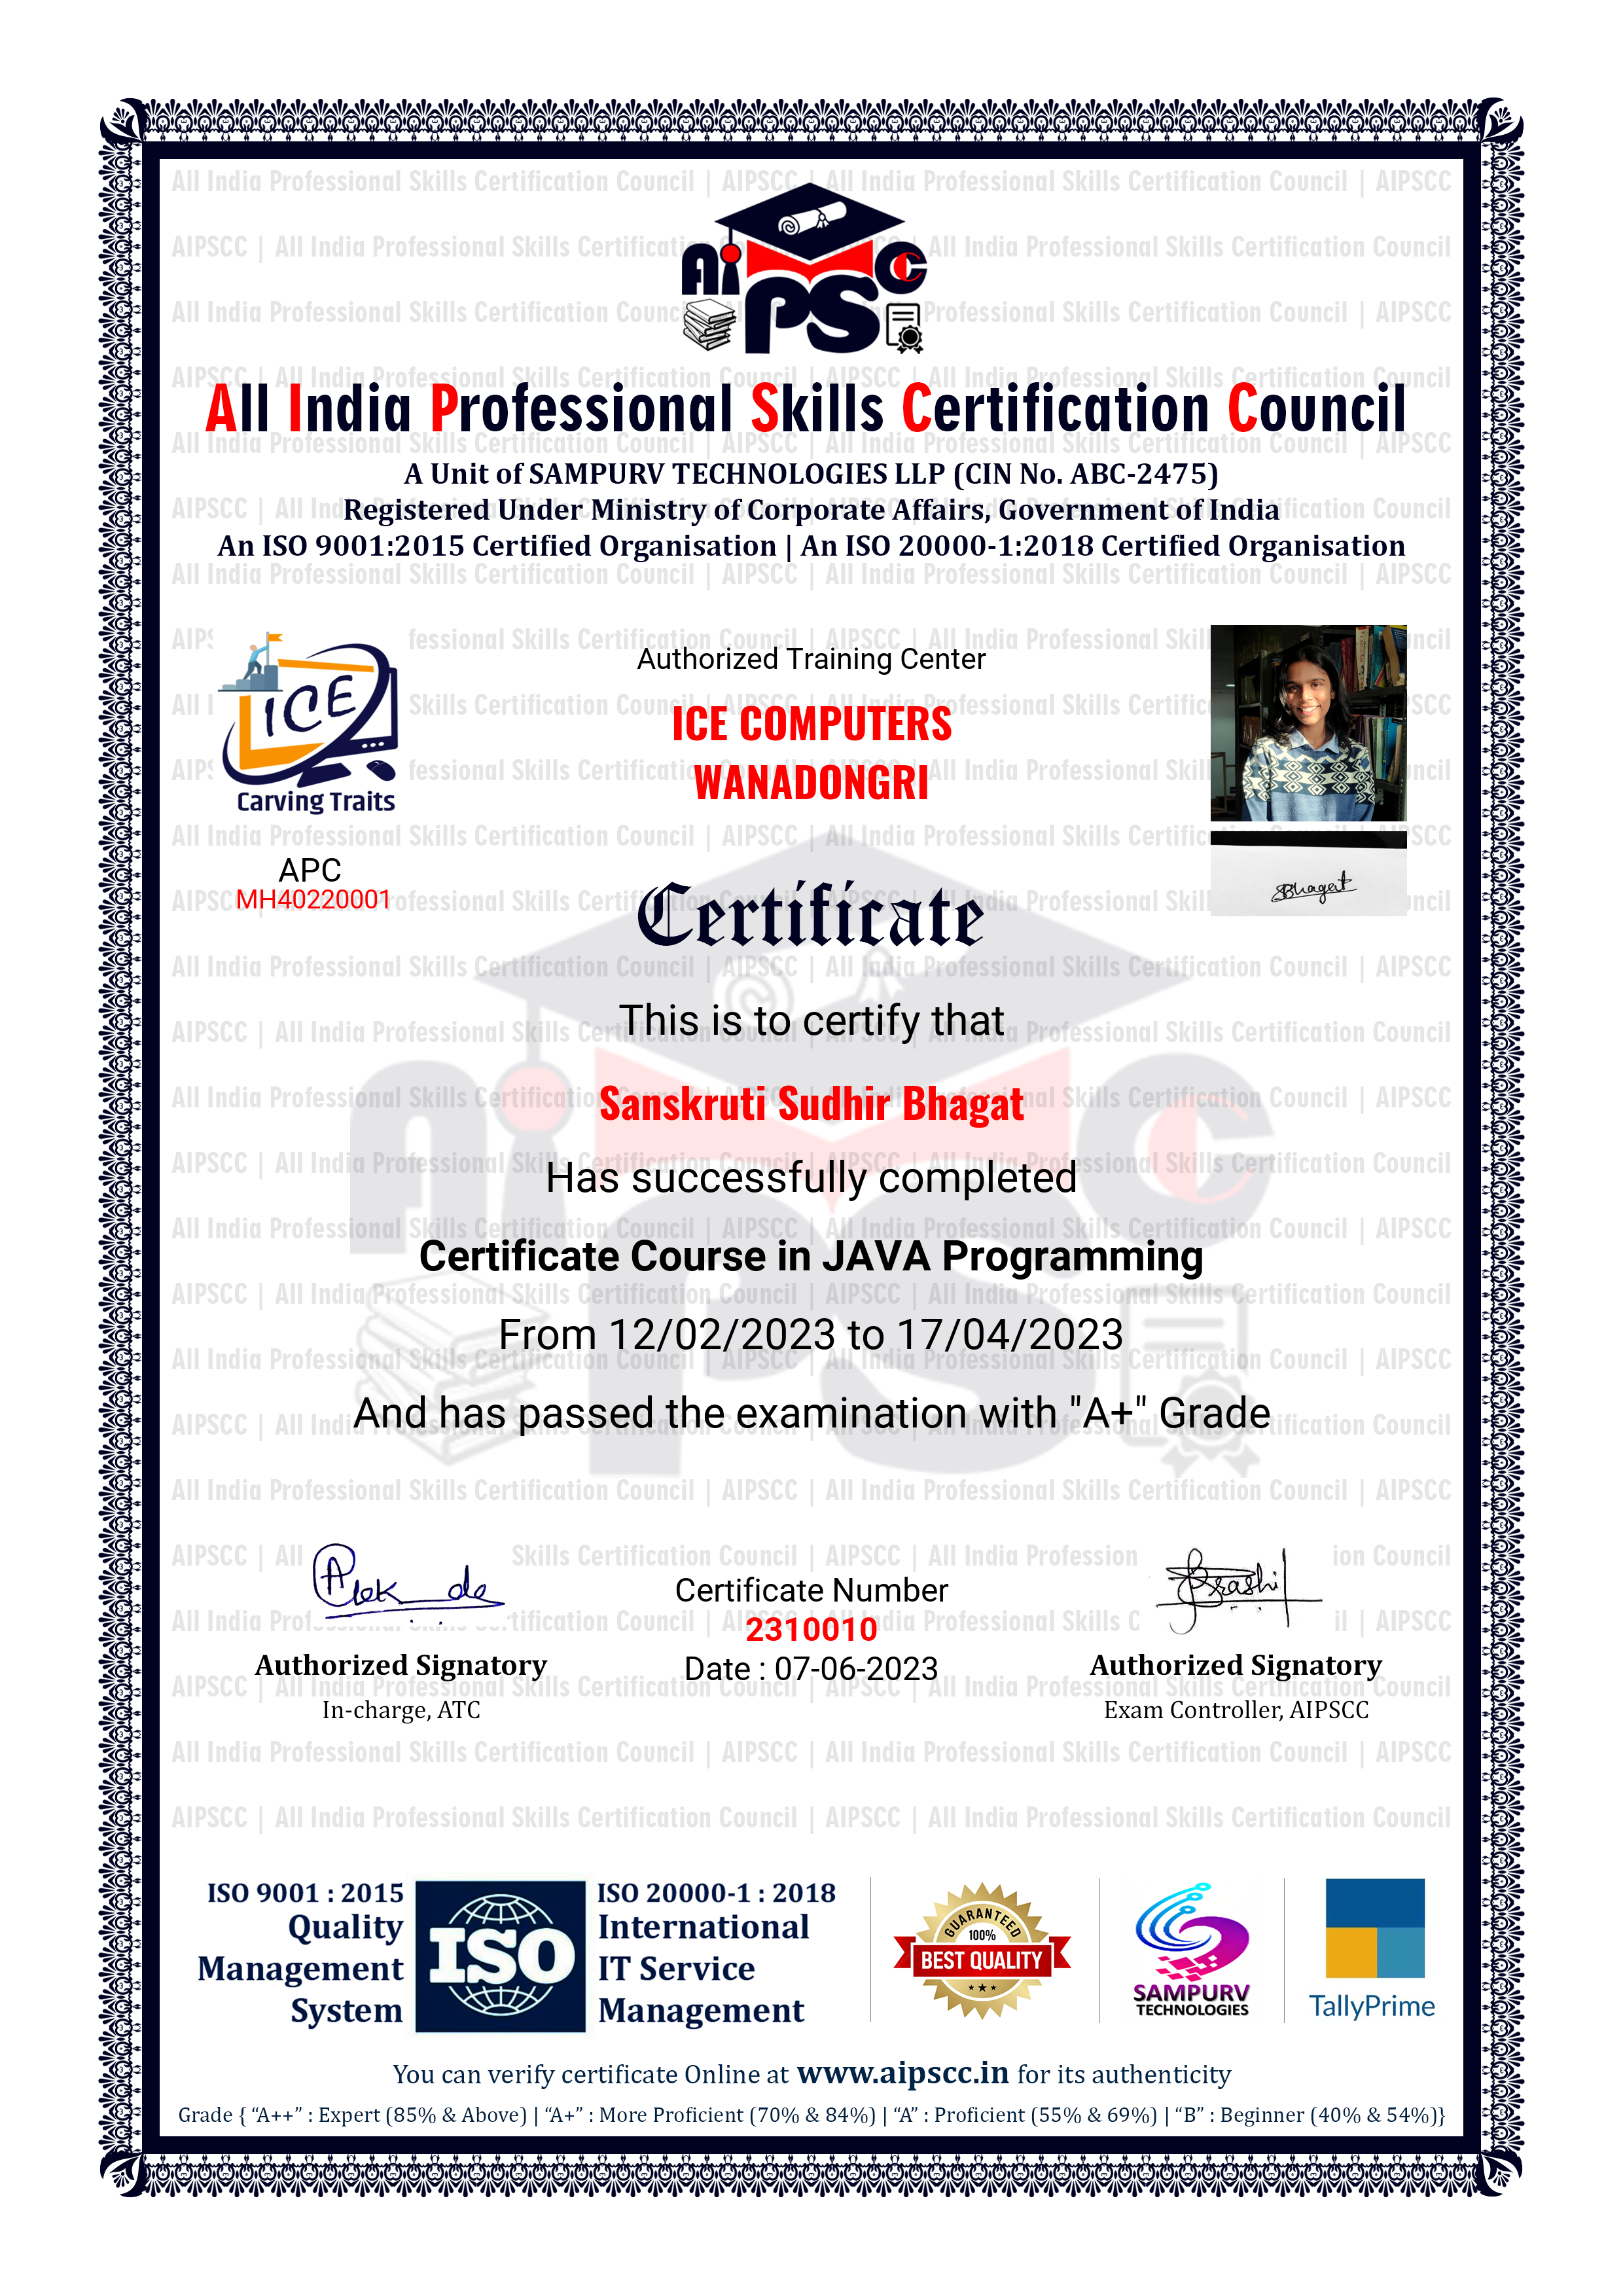 AiPSCC
All India Professional Skills Certification Council
A Unit of SAMPURV TECHNOLOGIES LLP (CIN No. ABC-2475)
Registered Under Ministry of Corporate Affairs, Government of India
An ISO 9001:2015 Certified Organisation | An ISO 20000-1:2018 Certified Organisation
ICE
Carving Traits
APC
MH40220001
Authorized Training Center
ICE COMPUTERS
WANADONGRI
Bhagat
Certificate
This is to certify that
Sanskruti Sudhir Bhagat
Has successfully completed
Certificate Course in JAVA Programming
From 12/02/2023 to 17/04/2023
And has passed the examination with "A+" Grade
Authorized Signatory
In-charge, ATC
Certificate Number
2310010
Date : 07-06-2023
Authorized Signatory
Exam Controller, AIPSCC
ISO 9001 : 2015
Quality
Management
System
ISO
ISO 20000-1 : 2018
International
IT Service
Management
GUARANTEED
100%
BEST QUALITY
SAMPURV
TECHNOLOGIES
TallyPrime
You can verify certificate Online at www.aipscc.in for its authenticity
Grade { “A++” : Expert (85% & Above) | “A+” : More Proficient (70% & 84%) | “A” : Proficient (55% & 69%) | “B” : Beginner (40% & 54%)}